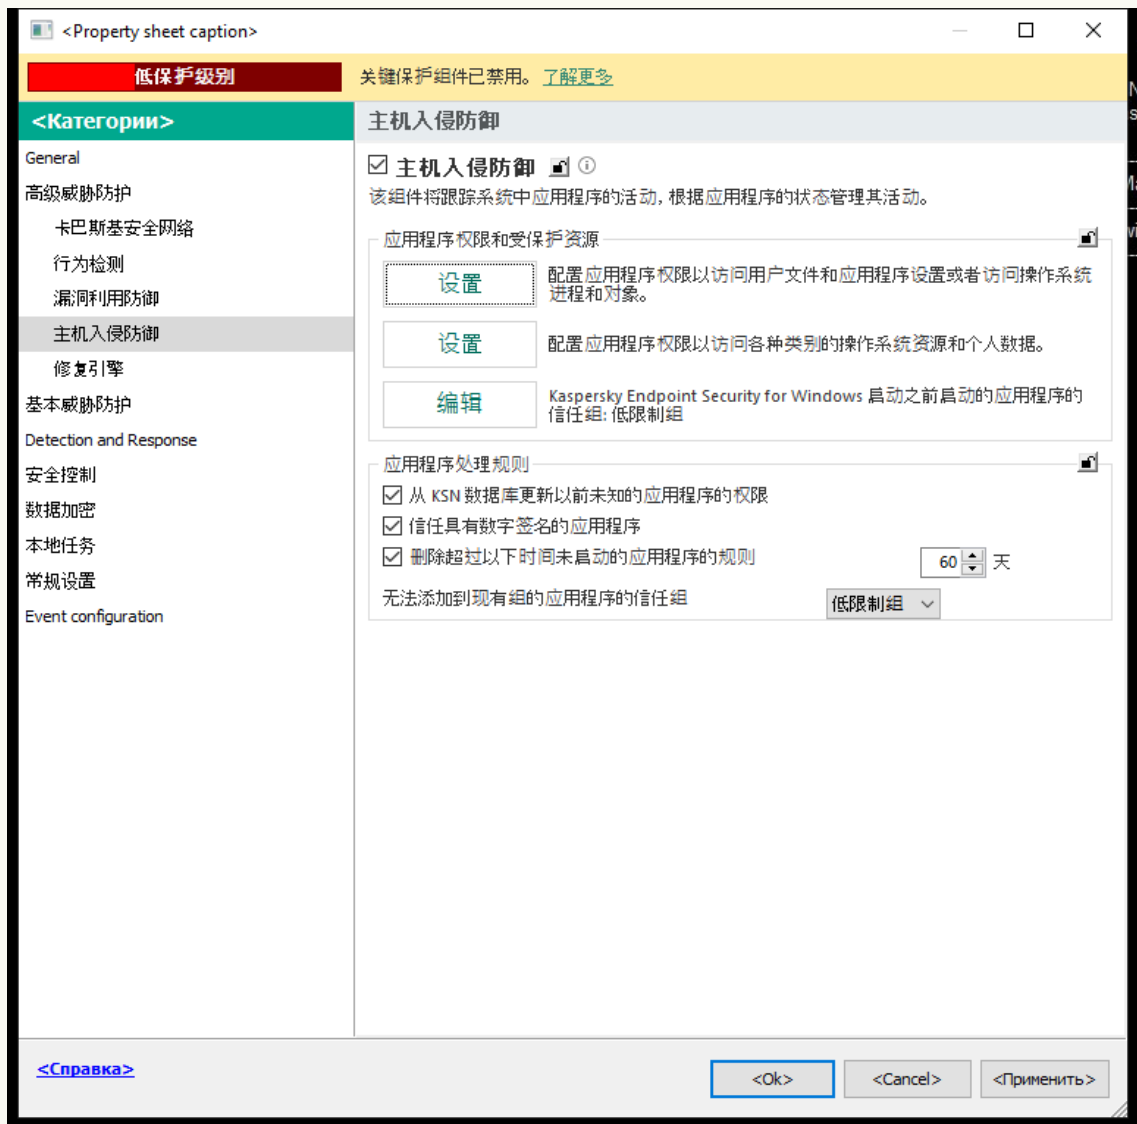 <Property sheet caption>
低保护级别
关键保护组件已禁用。 了解更多
<Категории>
General
高级威胁防护
卡巴斯基安全网络
行为检测
漏洞利用防御
主机入侵防御
修复引擎
基本威胁防护
Detection and Response
安全控制
数据加密
本地任务
常规设置
Event configuration
主机入侵防御
主机入侵防御
该组件将跟踪系统中应用程序的活动, 根据应用程序的状态管理其活动。
应用程序权限和受保护资源
设置
配置应用程序权限以访问用户文件和应用程序设置或者访问操作系统
进程和对象。
设置
配置应用程序权限以访问各种类别的操作系统资源和个人数据。
编辑
Kaspersky Endpoint Security for Windows 启动之前启动的应用程序的
信任组: 低限制组
应用程序处理规则
从 KSN 数据库更新以前未知的应用程序的权限
信任具有数字签名的应用程序
删除超过以下时间未启动的应用程序的规则
60 天
无法添加到现有组的应用程序的信任组
低限制组
<Справка>
<Ok>
<Cancel>
<Применить>